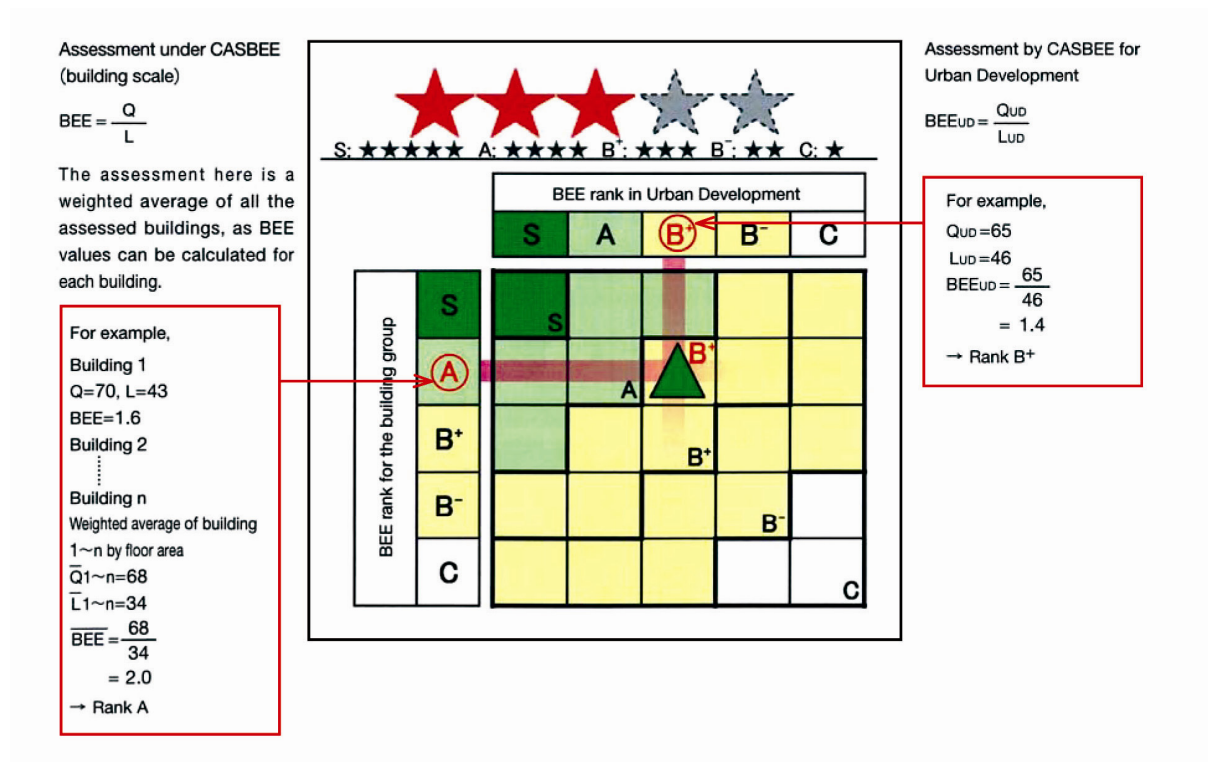 Assessment under CASBEE
(building scale)
BEE = Q
L
The assessment here is a
weighted average of all the
assessed buildings, as BEE
values can be calculated for
each building.
For example,
Building 1
Q=70, L=43
BEE=1.6
Building 2
Building n
Weighted average of building
1~n by floor area
Q̅1~n=68
L̅1~n=34
B̅E̅E̅ = 68
34
= 2.0
→ Rank A
S: ★★★★★ A: ★★★★ B⁺: ★★★ B⁻: ★★ C: ★
BEE rank in Urban Development
S A B⁺ B⁻ C
BEE rank for the building group
S
A
B⁺
B⁻
C
S
B⁺
A
B⁺
B⁻
C
Assessment by CASBEE for
Urban Development
BEEUD = QUD
LUD
For example,
QUD=65
LUD=46
BEEUD = 65
46
= 1.4
→ Rank B⁺